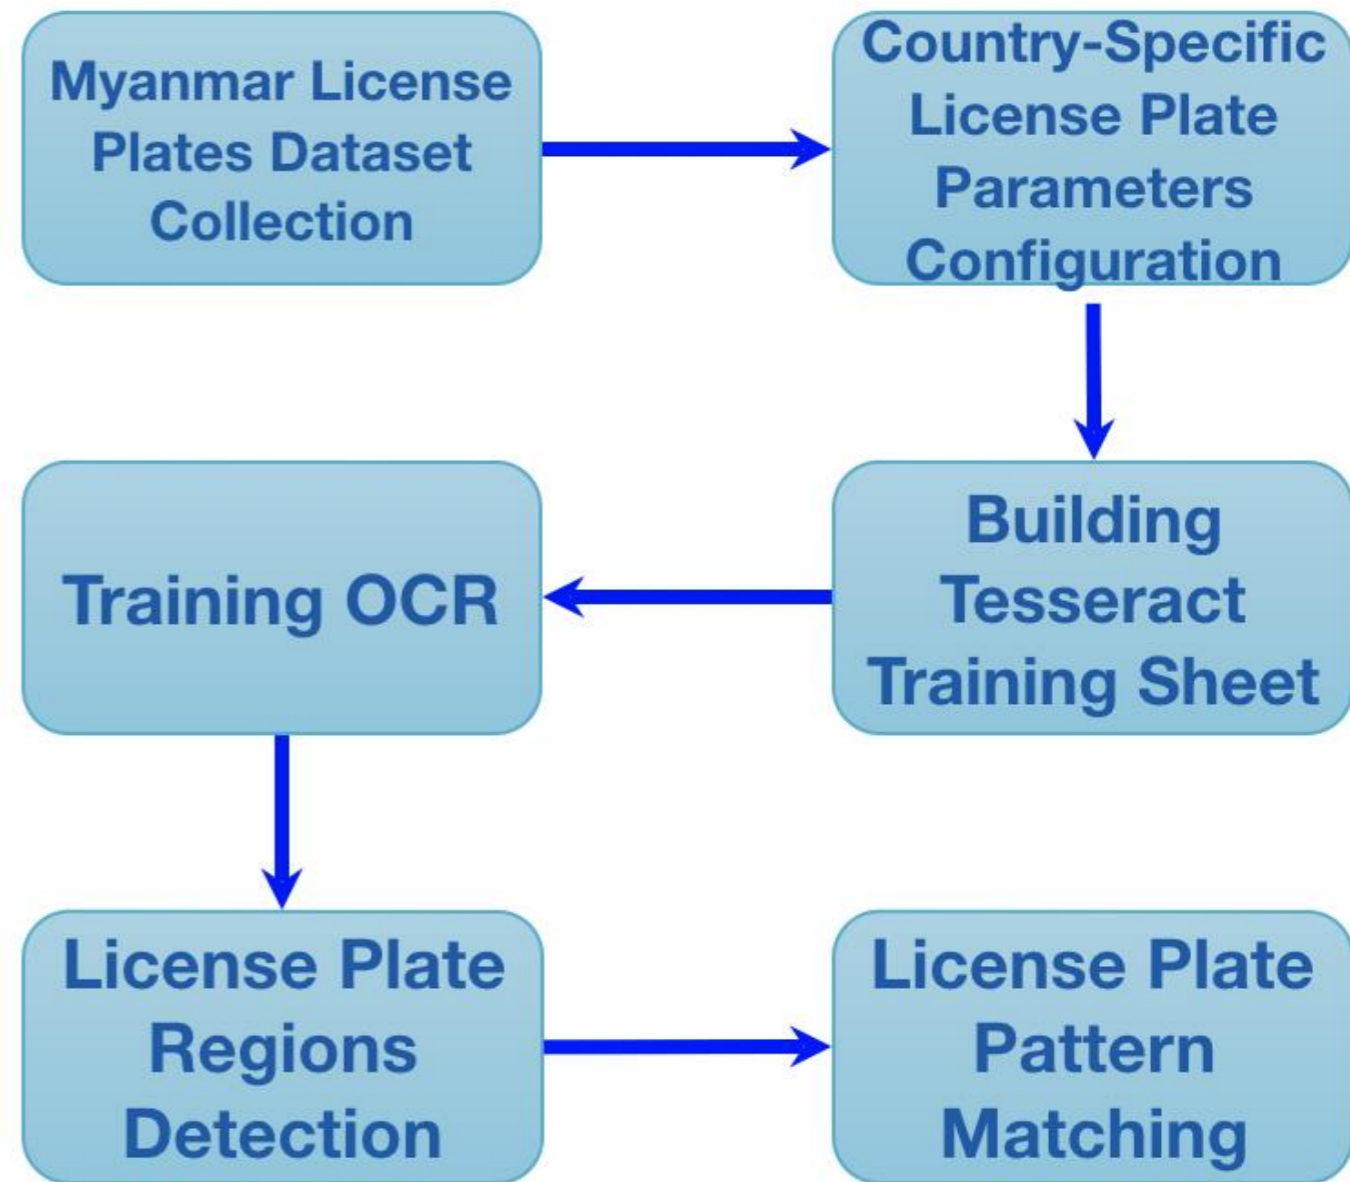 Myanmar License
Plates Dataset
Collection
Country-Specific
License Plate
Parameters
Configuration
Building
Tesseract
Training Sheet
Training OCR
License Plate
Regions
Detection
License Plate
Pattern
Matching